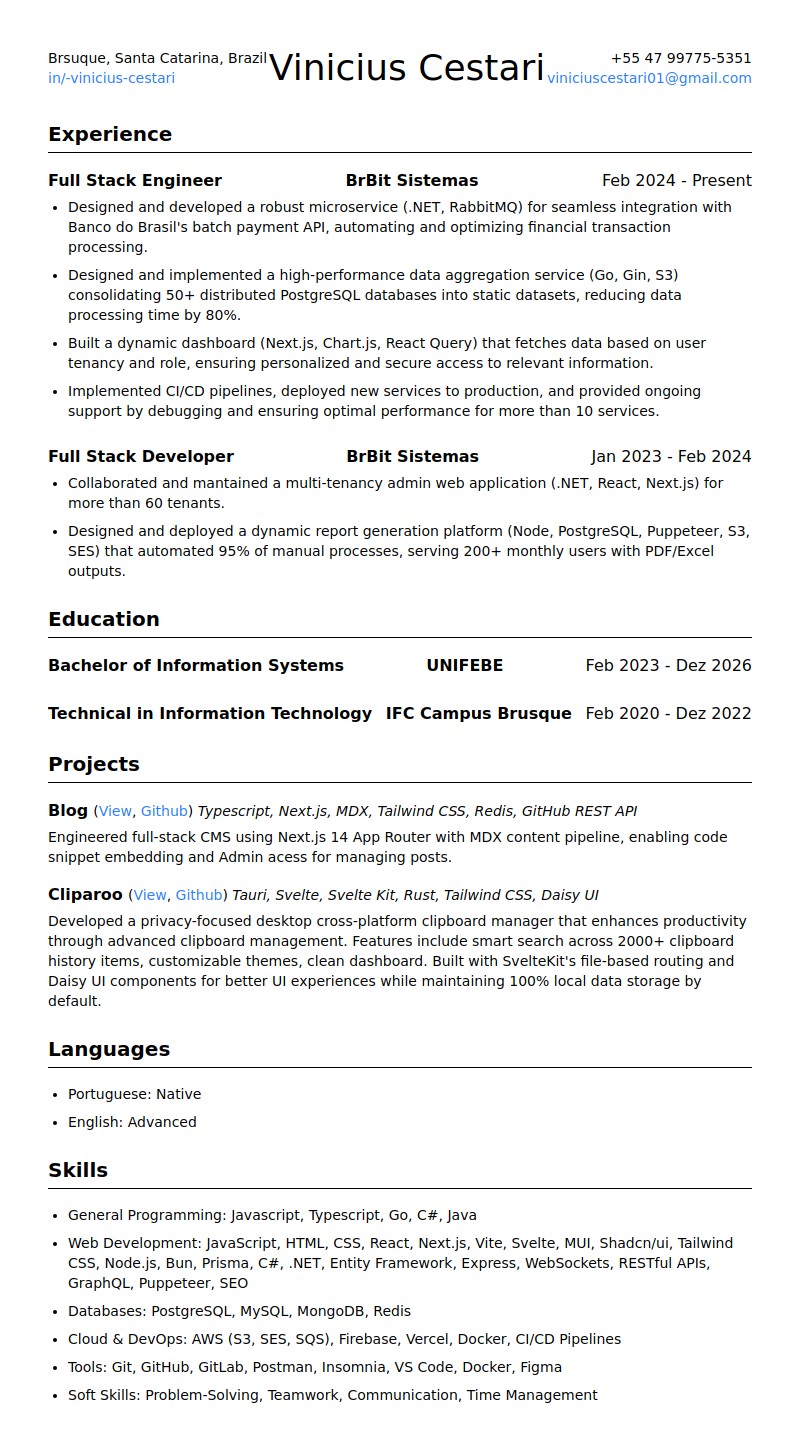 Brsuque, Santa Catarina, Brazil
in/-vinicius-cestari
Vinicius Cestari
+55 47 99775-5351
viniciuscestari01@gmail.com
Experience
Full Stack Engineer BrBit Sistemas Feb 2024 - Present
• Designed and developed a robust microservice (.NET, RabbitMQ) for seamless integration with
Banco do Brasil's batch payment API, automating and optimizing financial transaction
processing.
• Designed and implemented a high-performance data aggregation service (Go, Gin, S3)
consolidating 50+ distributed PostgreSQL databases into static datasets, reducing data
processing time by 80%.
• Built a dynamic dashboard (Next.js, Chart.js, React Query) that fetches data based on user
tenancy and role, ensuring personalized and secure access to relevant information.
• Implemented CI/CD pipelines, deployed new services to production, and provided ongoing
support by debugging and ensuring optimal performance for more than 10 services.
Full Stack Developer BrBit Sistemas Jan 2023 - Feb 2024
• Collaborated and mantained a multi-tenancy admin web application (.NET, React, Next.js) for
more than 60 tenants.
• Designed and deployed a dynamic report generation platform (Node, PostgreSQL, Puppeteer, S3,
SES) that automated 95% of manual processes, serving 200+ monthly users with PDF/Excel
outputs.
Education
Bachelor of Information Systems UNIFEBE Feb 2023 - Dez 2026
Technical in Information Technology IFC Campus Brusque Feb 2020 - Dez 2022
Projects
Blog (View, Github) Typescript, Next.js, MDX, Tailwind CSS, Redis, GitHub REST API
Engineered full-stack CMS using Next.js 14 App Router with MDX content pipeline, enabling code
snippet embedding and Admin acess for managing posts.
Cliparoo (View, Github) Tauri, Svelte, Svelte Kit, Rust, Tailwind CSS, Daisy UI
Developed a privacy-focused desktop cross-platform clipboard manager that enhances productivity
through advanced clipboard management. Features include smart search across 2000+ clipboard
history items, customizable themes, clean dashboard. Built with SvelteKit's file-based routing and
Daisy UI components for better UI experiences while maintaining 100% local data storage by
default.
Languages
• Portuguese: Native
• English: Advanced
Skills
• General Programming: Javascript, Typescript, Go, C#, Java
• Web Development: JavaScript, HTML, CSS, React, Next.js, Vite, Svelte, MUI, Shadcn/ui, Tailwind
CSS, Node.js, Bun, Prisma, C#, .NET, Entity Framework, Express, WebSockets, RESTful APIs,
GraphQL, Puppeteer, SEO
• Databases: PostgreSQL, MySQL, MongoDB, Redis
• Cloud & DevOps: AWS (S3, SES, SQS), Firebase, Vercel, Docker, CI/CD Pipelines
• Tools: Git, GitHub, GitLab, Postman, Insomnia, VS Code, Docker, Figma
• Soft Skills: Problem-Solving, Teamwork, Communication, Time Management